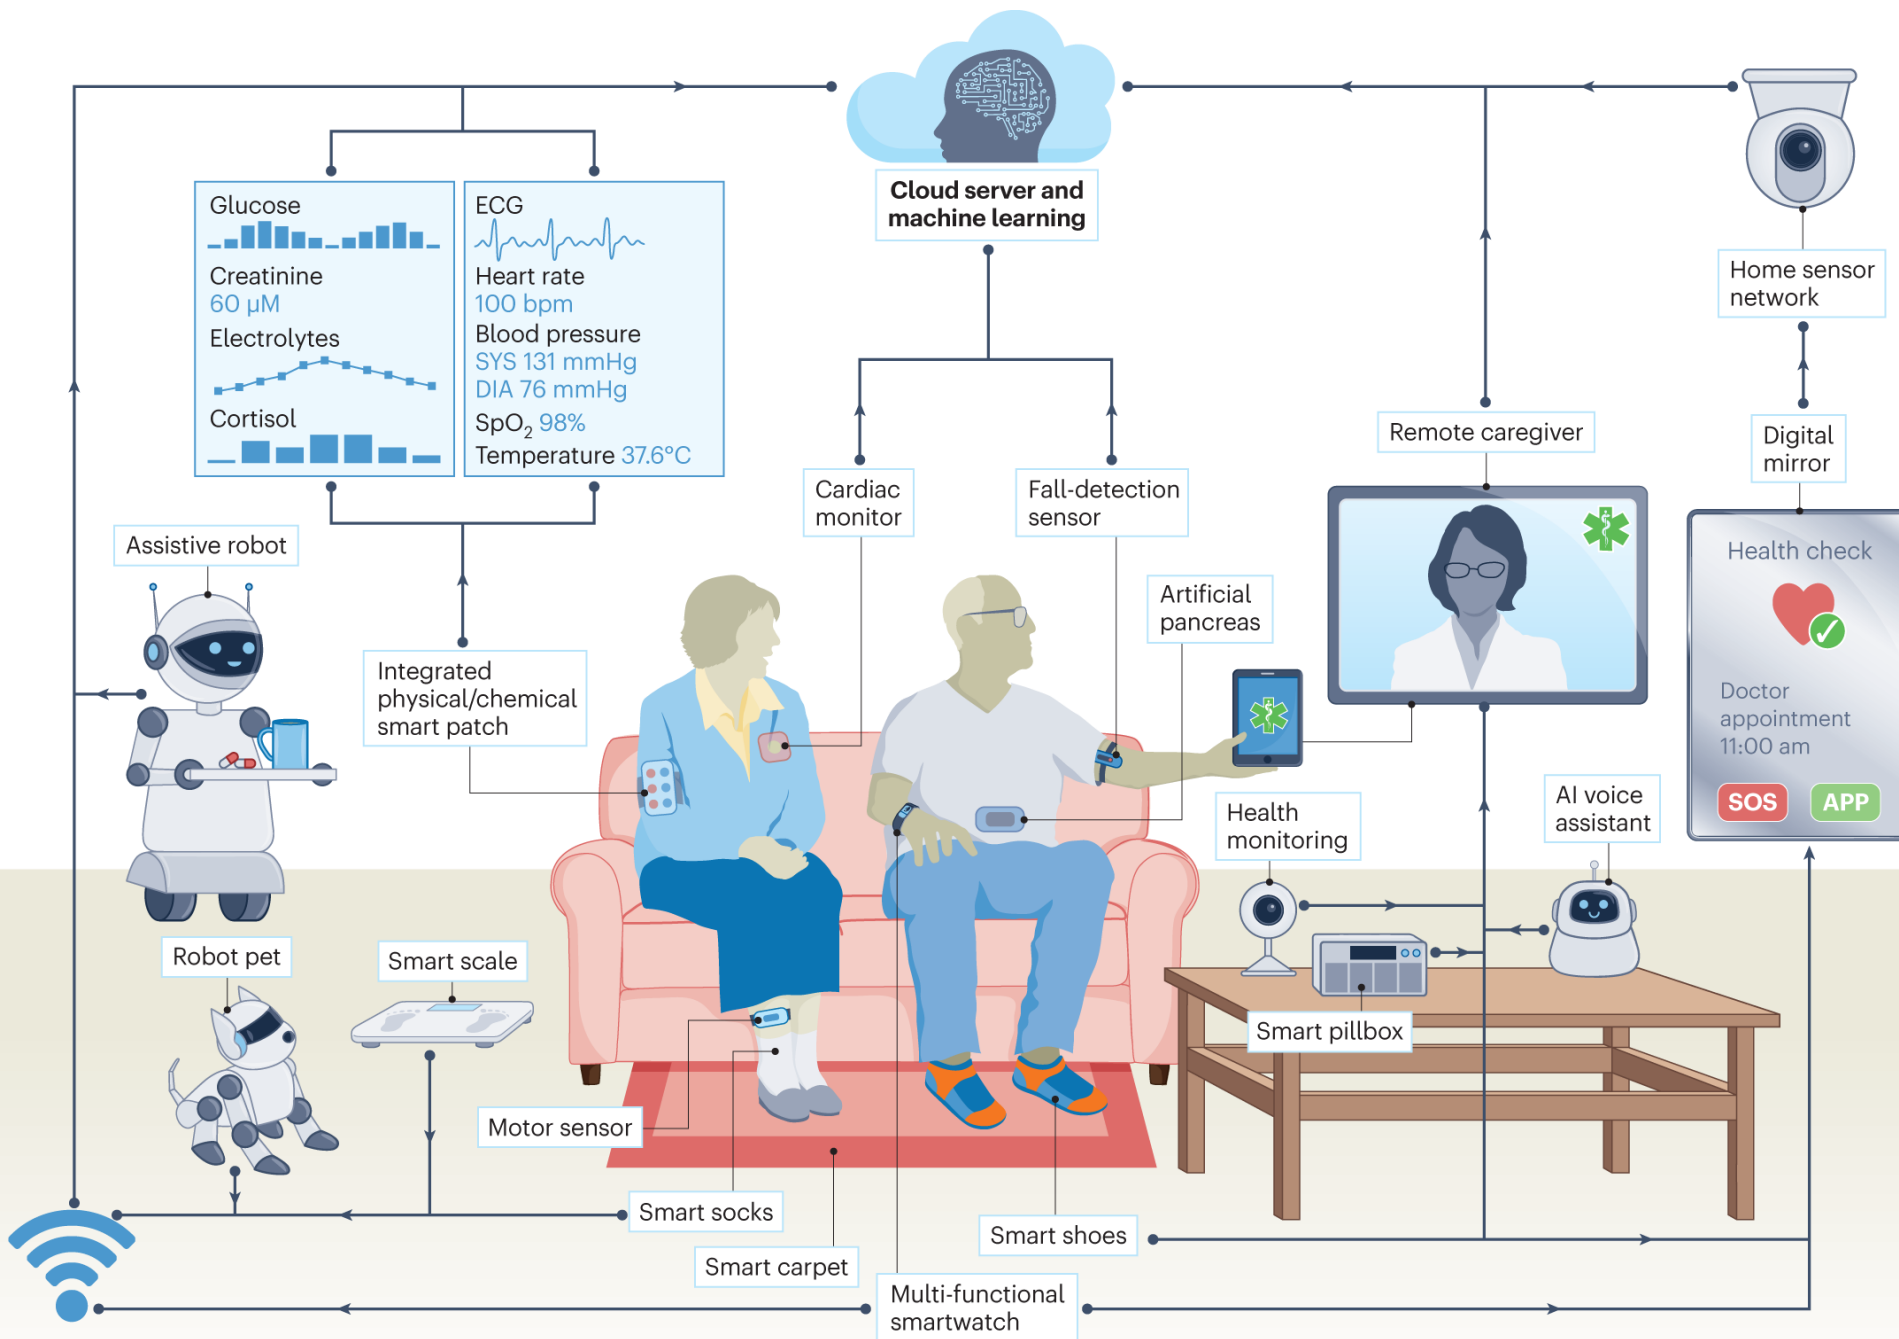 Cloud server and
machine learning
Glucose
Creatinine
60 µM
Electrolytes
Cortisol
ECG
Heart rate
100 bpm
Blood pressure
SYS 131 mmHg
DIA 76 mmHg
SpO₂ 98%
Temperature 37.6°C
Home sensor
network
Remote caregiver
Digital
mirror
Cardiac
monitor
Fall-detection
sensor
Assistive robot
Health check
Artificial
pancreas
Integrated
physical/chemical
smart patch
Doctor
appointment
11:00 am
SOS
APP
Health
monitoring
AI voice
assistant
Robot pet
Smart scale
Smart pillbox
Motor sensor
Smart socks
Smart shoes
Smart carpet
Multi-functional
smartwatch